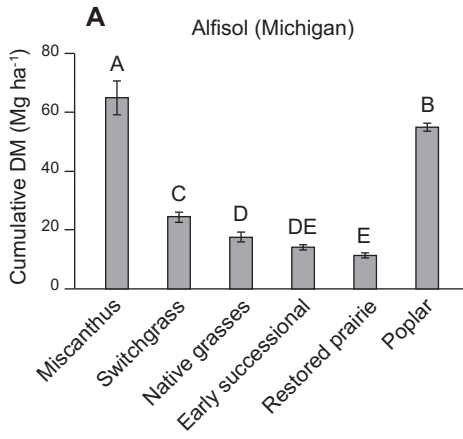 A
Alfisol (Michigan)
Cumulative DM (Mg ha⁻¹)
80
60
40
20
0
A
C
D
DE
E
B
Miscanthus
Switchgrass
Native grasses
Early successional
Restored prairie
Poplar